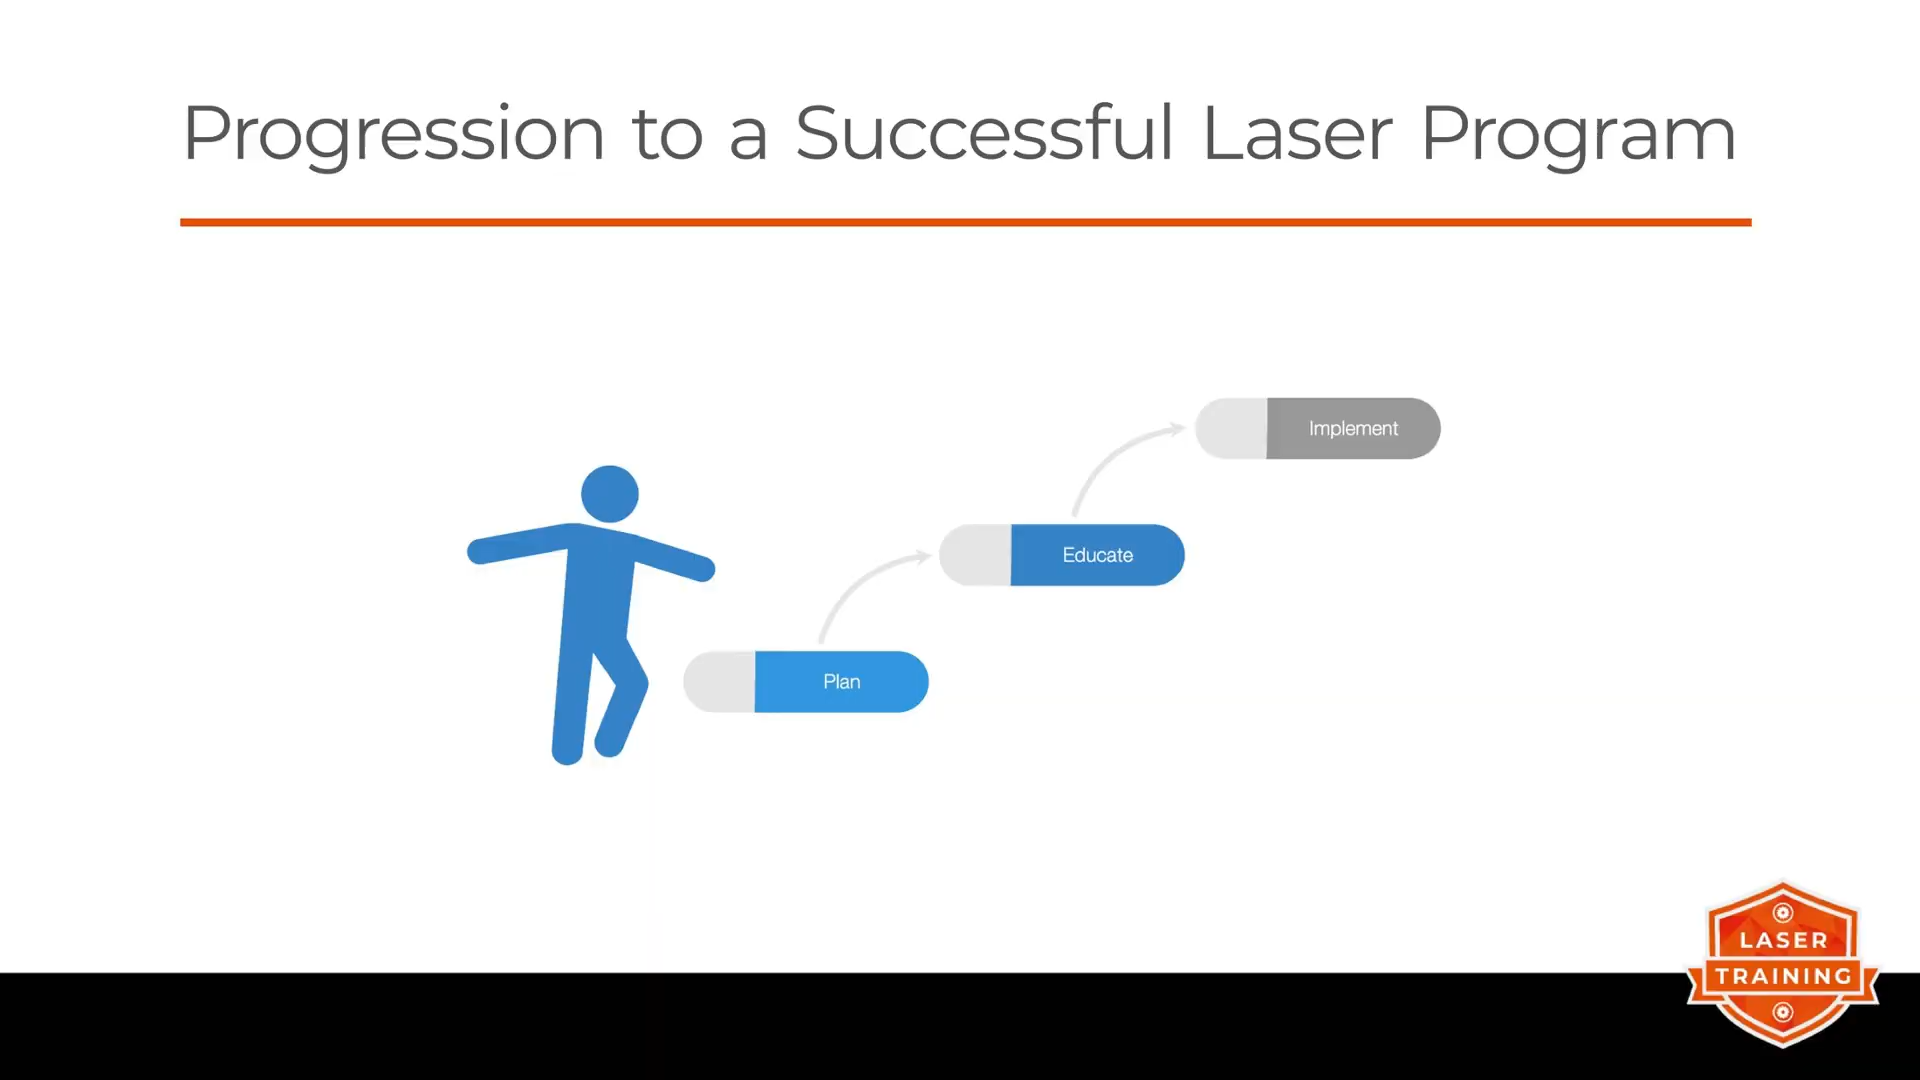 Progression to a Successful Laser Program
Implement
Educate
Plan
LASER
TRAINING